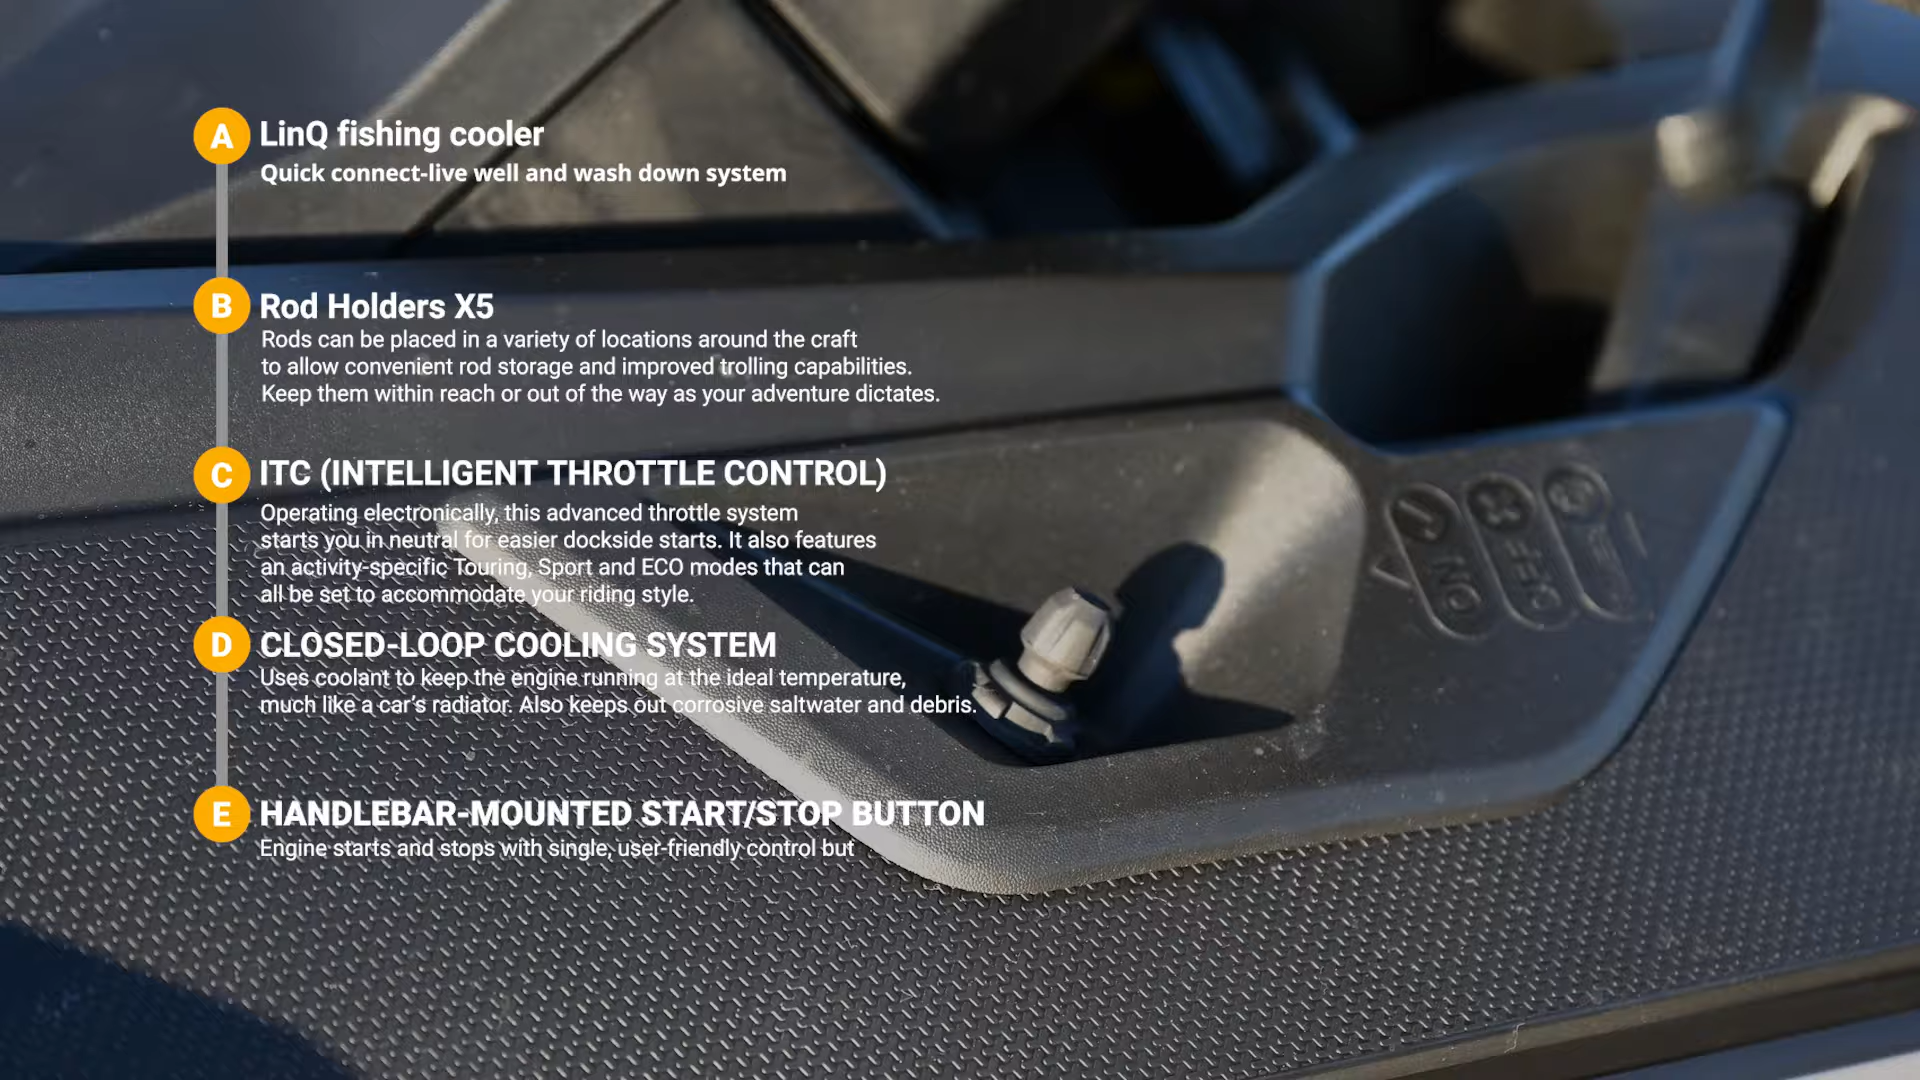 A LinQ fishing cooler
Quick connect-live well and wash down system
B Rod Holders X5
Rods can be placed in a variety of locations around the craft
to allow convenient rod storage and improved trolling capabilities.
Keep them within reach or out of the way as your adventure dictates.
C ITC (INTELLIGENT THROTTLE CONTROL)
Operating electronically, this advanced throttle system
starts you in neutral for easier dockside starts. It also features
an activity-specific Touring, Sport and ECO modes that can
all be set to accommodate your riding style.
D CLOSED-LOOP COOLING SYSTEM
Uses coolant to keep the engine running at the ideal temperature,
much like a car's radiator. Also keeps out corrosive saltwater and debris.
E HANDLEBAR-MOUNTED START/STOP BUTTON
Engine starts and stops with single, user-friendly control but
ON
OFF